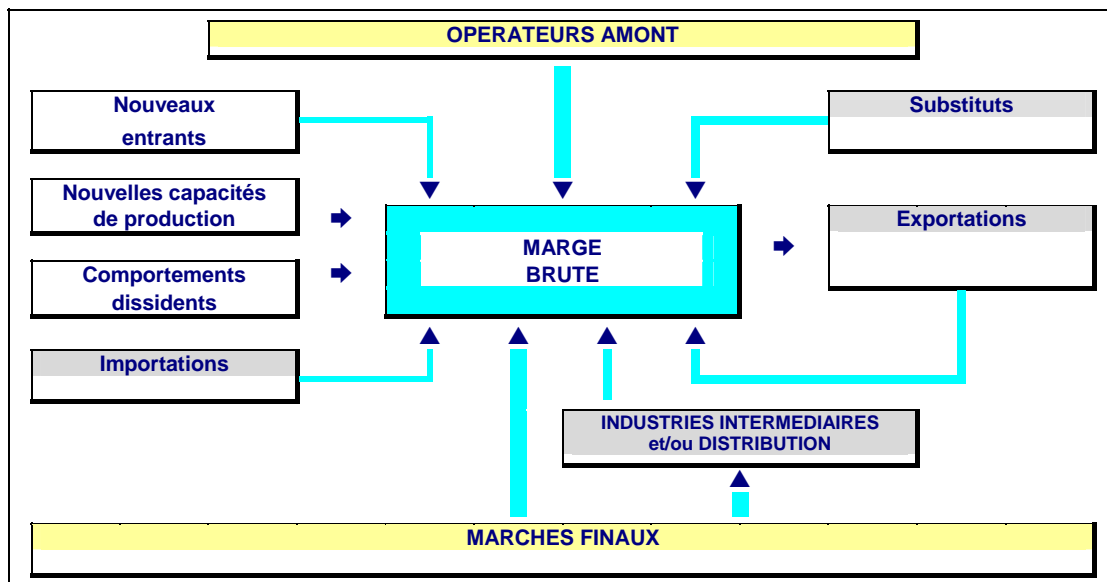 OPERATEURS AMONT
Nouveaux
entrants
Substituts
Nouvelles capacités
de production
Exportations
MARGE
BRUTE
Comportements
dissidents
Importations
INDUSTRIES INTERMEDIAIRES
et/ou DISTRIBUTION
MARCHES FINAUX